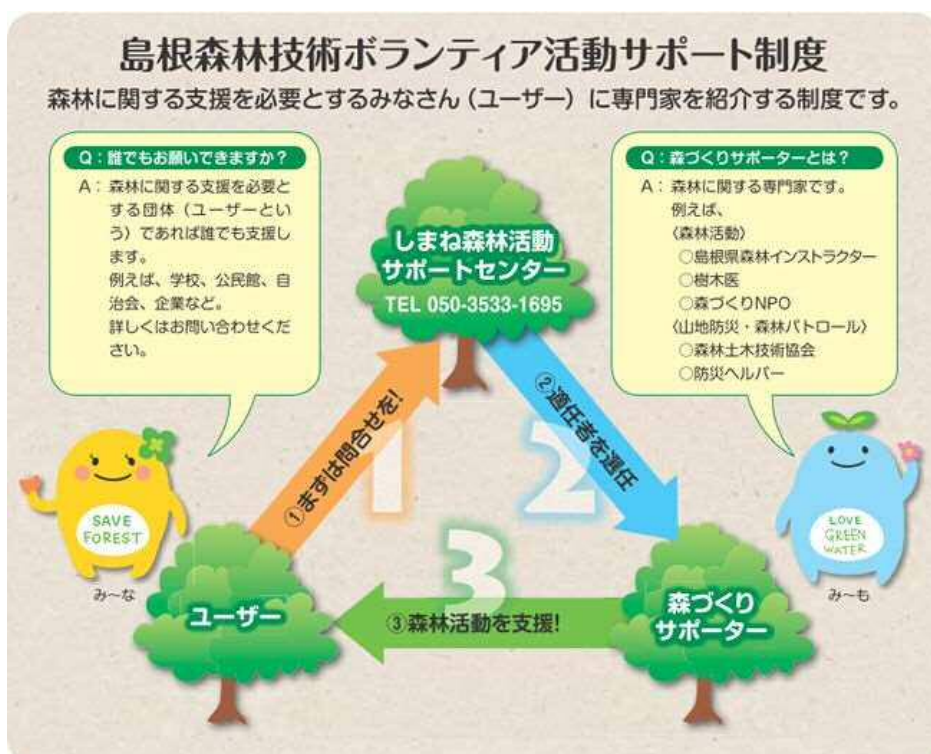 島根森林技術ボランティア活動サポート制度
森林に関する支援を必要とするみなさん（ユーザー）に専門家を紹介する制度です。
Q：誰でもお願いできますか？
A： 森林に関する支援を必要と
する団体（ユーザーとい
う）であれば誰でも支援し
ます。
例えば、学校、公民館、自
治会、企業など。
詳しくはお問い合わせくだ
さい。
Q：森づくりサポーターとは？
A： 森林に関する専門家です。
例えば、
〈森林活動〉
○島根県森林インストラクター
○樹木医
○森づくりNPO
〈山地防災・森林パトロール〉
○森林土木技術協会
○防災ヘルパー
しまね森林活動
サポートセンター
TEL 050-3533-1695
①まずは問合せを!
1
②適任者を選任
2
SAVE
FOREST
み〜な
LOVE
GREEN
WATER
み〜も
3
ユーザー
③森林活動を支援!
森づくり
サポーター